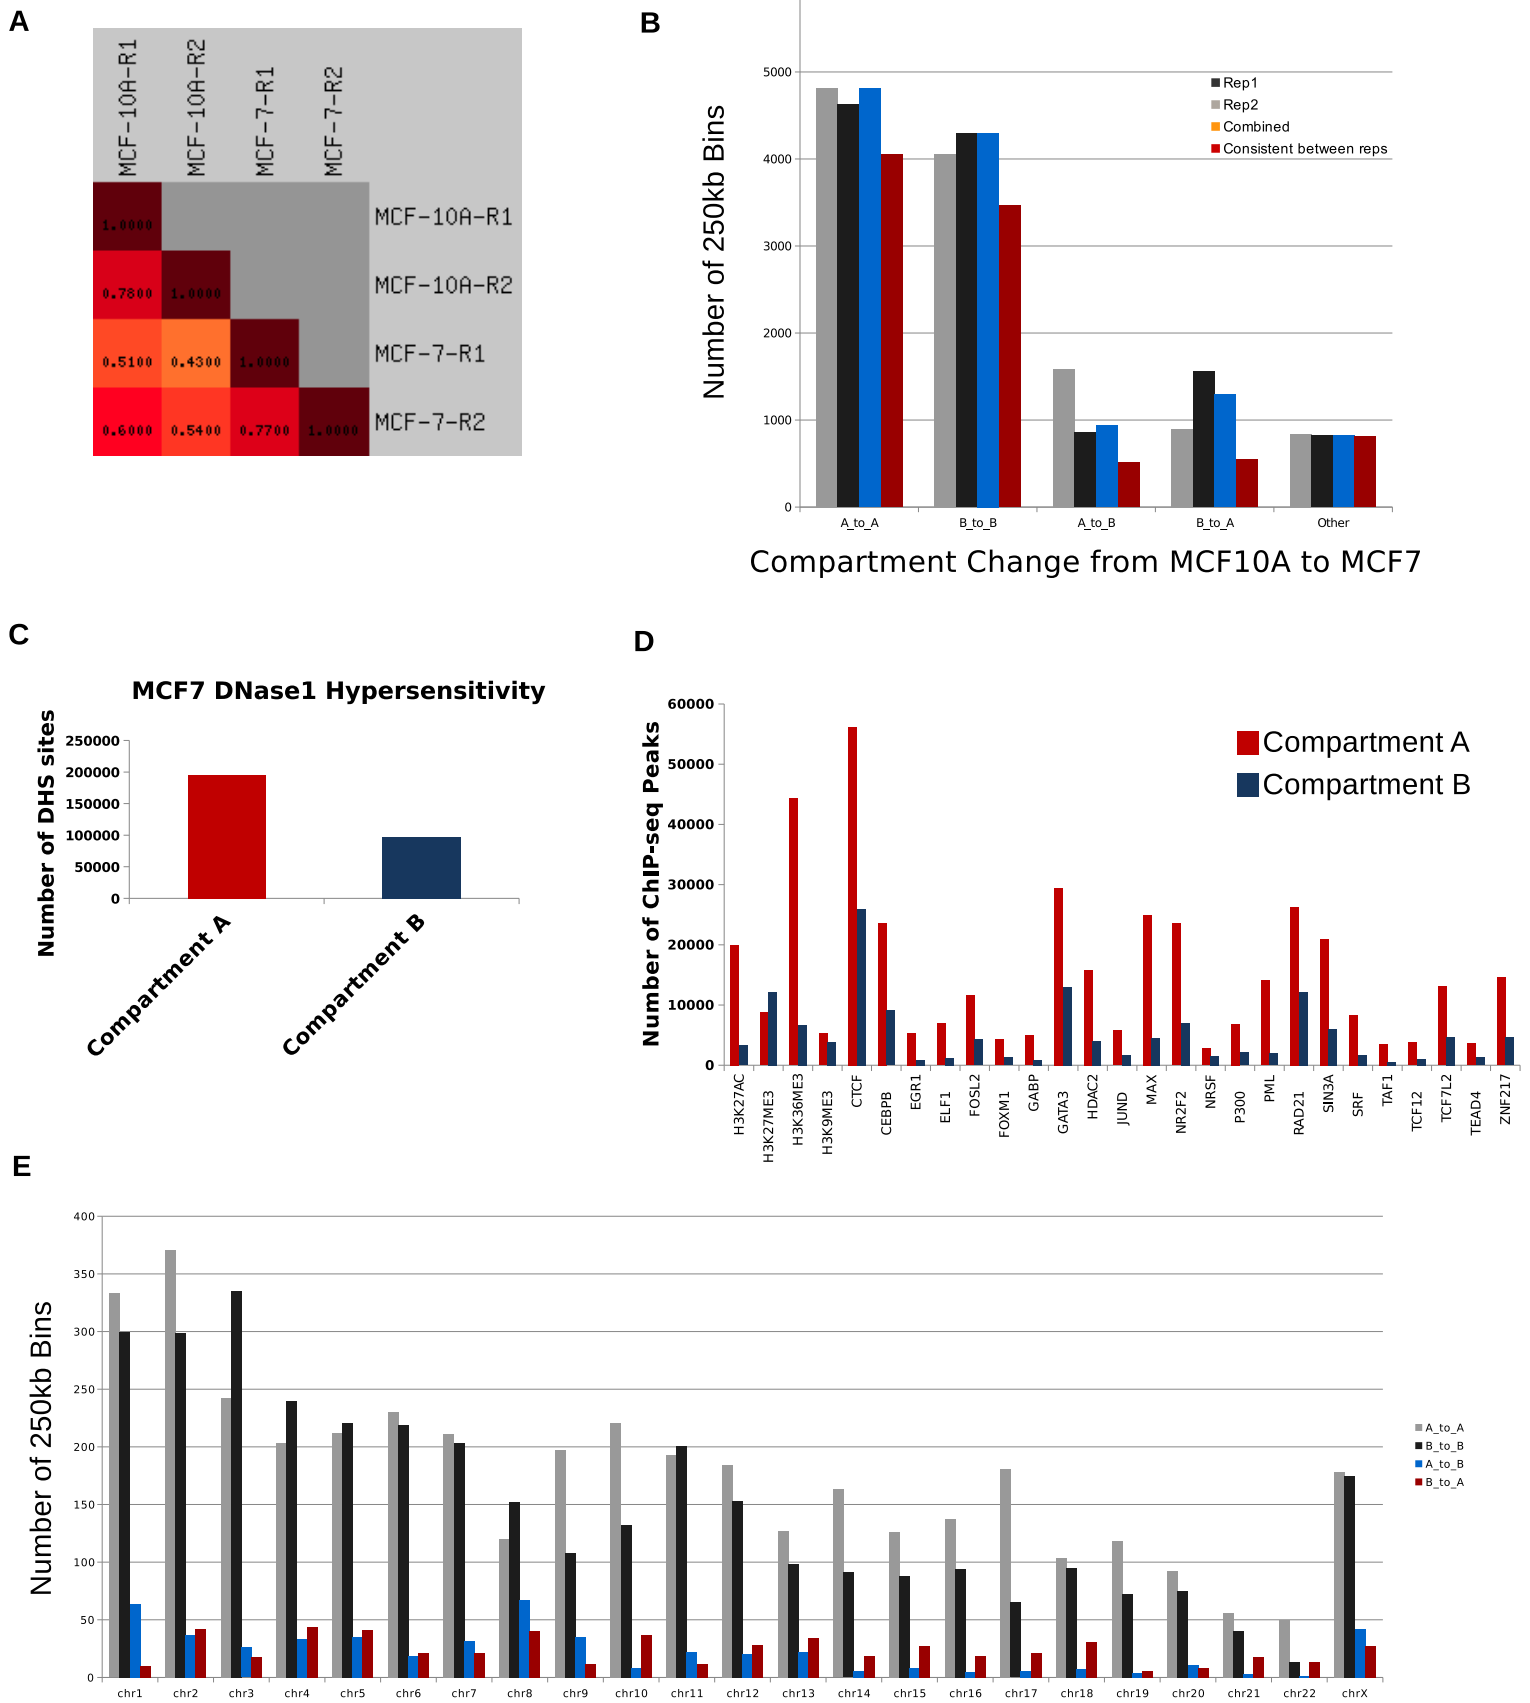 A
MCF-10A-R1
MCF-10A-R2
MCF-7-R1
MCF-7-R2
1.0000
MCF-10A-R1
0.7800 1.0000
MCF-10A-R2
0.5100 0.4300 1.0000
MCF-7-R1
0.6000 0.5400 0.7700 1.0000
MCF-7-R2
B
Number of 250kb Bins
5000
4000
3000
2000
1000
0
Rep1
Rep2
Combined
Consistent between reps
A_to_A B_to_B A_to_B B_to_A Other
Compartment Change from MCF10A to MCF7
C
MCF7 DNase1 Hypersensitivity
Number of DHS sites
250000
200000
150000
100000
50000
0
Compartment A
Compartment B
D
Number of ChIP-seq Peaks
60000
50000
40000
30000
20000
10000
0
Compartment A
Compartment B
H3K27AC
H3K27ME3
H3K36ME3
H3K9ME3
CTCF
CEBPB
EGR1
ELF1
FOSL2
FOXM1
GABP
GATA3
HDAC2
JUND
MAX
NR2F2
NRSF
P300
PML
RAD21
SIN3A
SRF
TAF1
TCF12
TCF7L2
TEAD4
ZNF217
E
Number of 250kb Bins
400
350
300
250
200
150
100
50
0
A_to_A
B_to_B
A_to_B
B_to_A
chr1 chr2 chr3 chr4 chr5 chr6 chr7 chr8 chr9 chr10 chr11 chr12 chr13 chr14 chr15 chr16 chr17 chr18 chr19 chr20 chr21 chr22 chrX